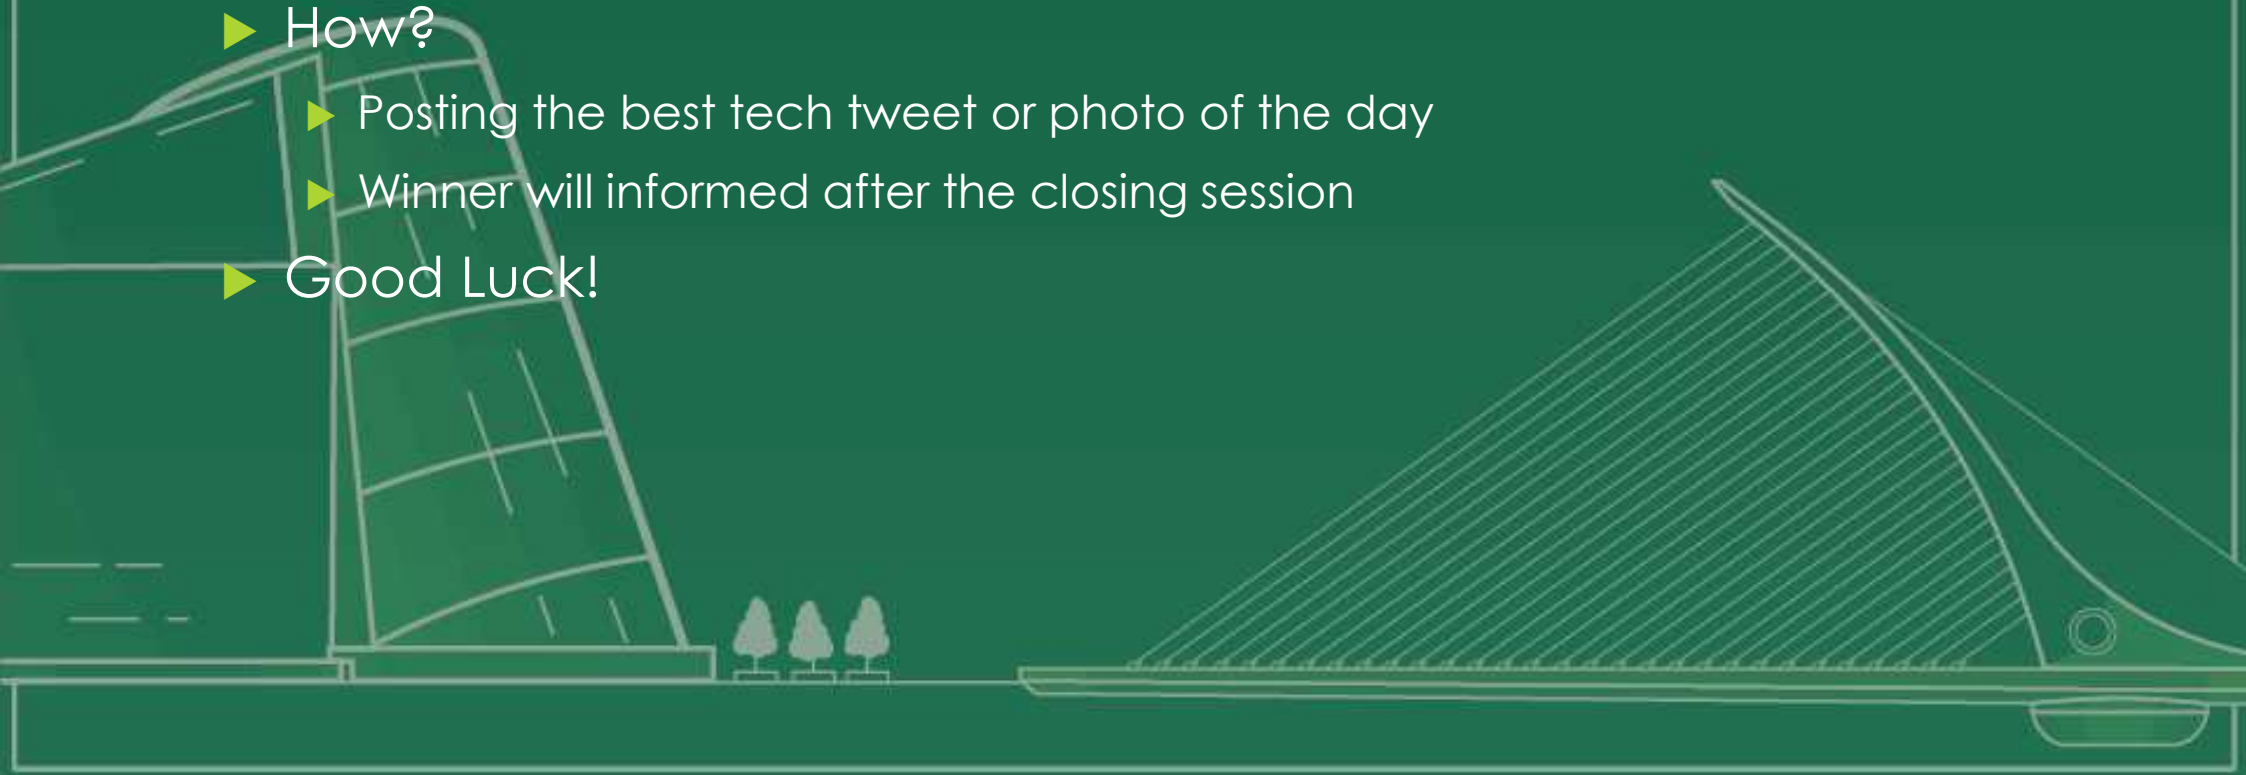 How?
Posting the best tech tweet or photo of the day
Winner will informed after the closing session
Good Luck!